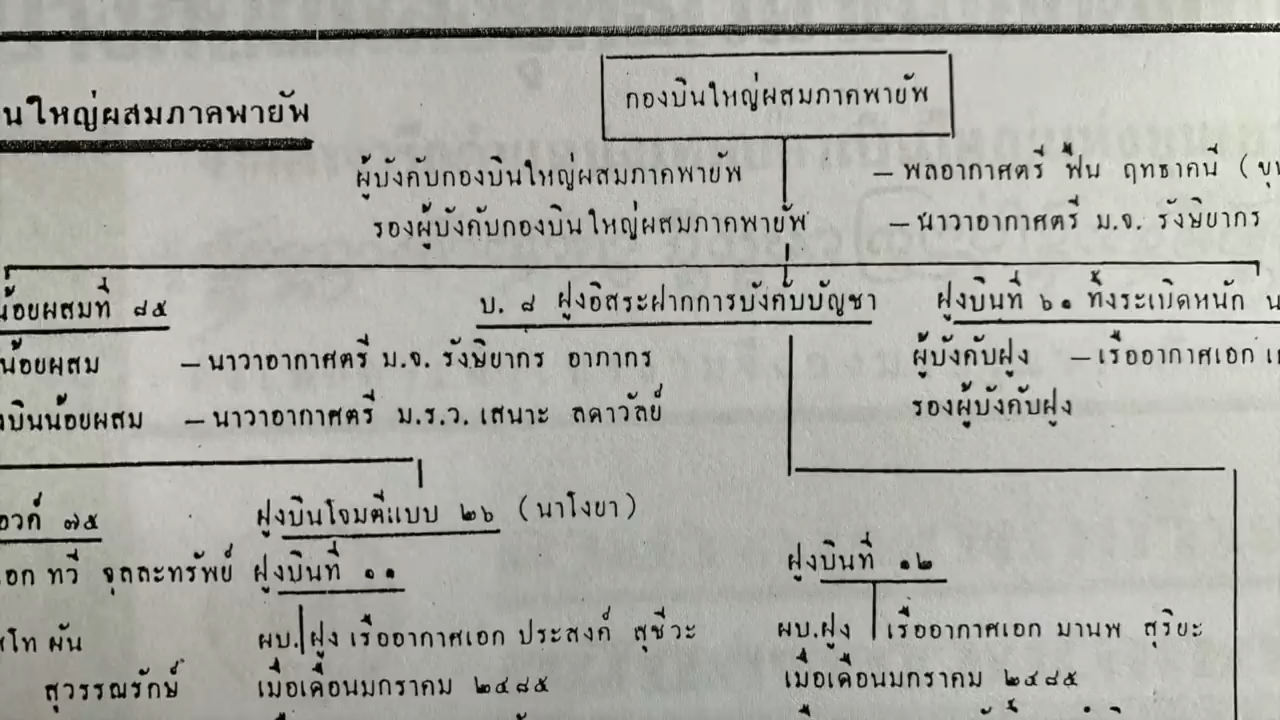 กองบินใหญ่ผสมภาคพายัพ
บินใหญ่ผสมภาคพายัพ
ผู้บังคับกองบินใหญ่ผสมภาคพายัพ — พลอากาศตรี ฟื้น ฤทธาคนี (ขุน
รองผู้บังคับกองบินใหญ่ผสมภาคพายัพ — นาวาอากาศตรี ม.จ. รังษิยากร
น้อยผสมที่ ๘๕ บ. ๘ ฝูงอิสระฝากการบังคับบัญชา ฝูงบินที่ ๖๑ ทิ้งระเบิดหนัก
น้อยผสม — นาวาอากาศตรี ม.จ. รังษิยากร อาภากร ผู้บังคับฝูง — เรืออากาศเอก
งบินน้อยผสม — นาวาอากาศตรี ม.ร.ว. เสนาะ ลดาวัลย์ รองผู้บังคับฝูง
อวก์ ๗๕ ฝูงบินโจมตีแบบ ๒๖ (นาโงยา)
เอก ทวี จุลละทรัพย์ ฝูงบินที่ ๑๑ ฝูงบินที่ ๑๒
ศโท ผัน ผบ.ฝูง เรืออากาศเอก ประสงค์ สุชีวะ ผบ.ฝูง เรืออากาศเอก มานพ สุริยะ
สุวรรณรักษ์ เมื่อเดือนมกราคม ๒๔๘๕ เมื่อเดือนมกราคม ๒๔๘๕